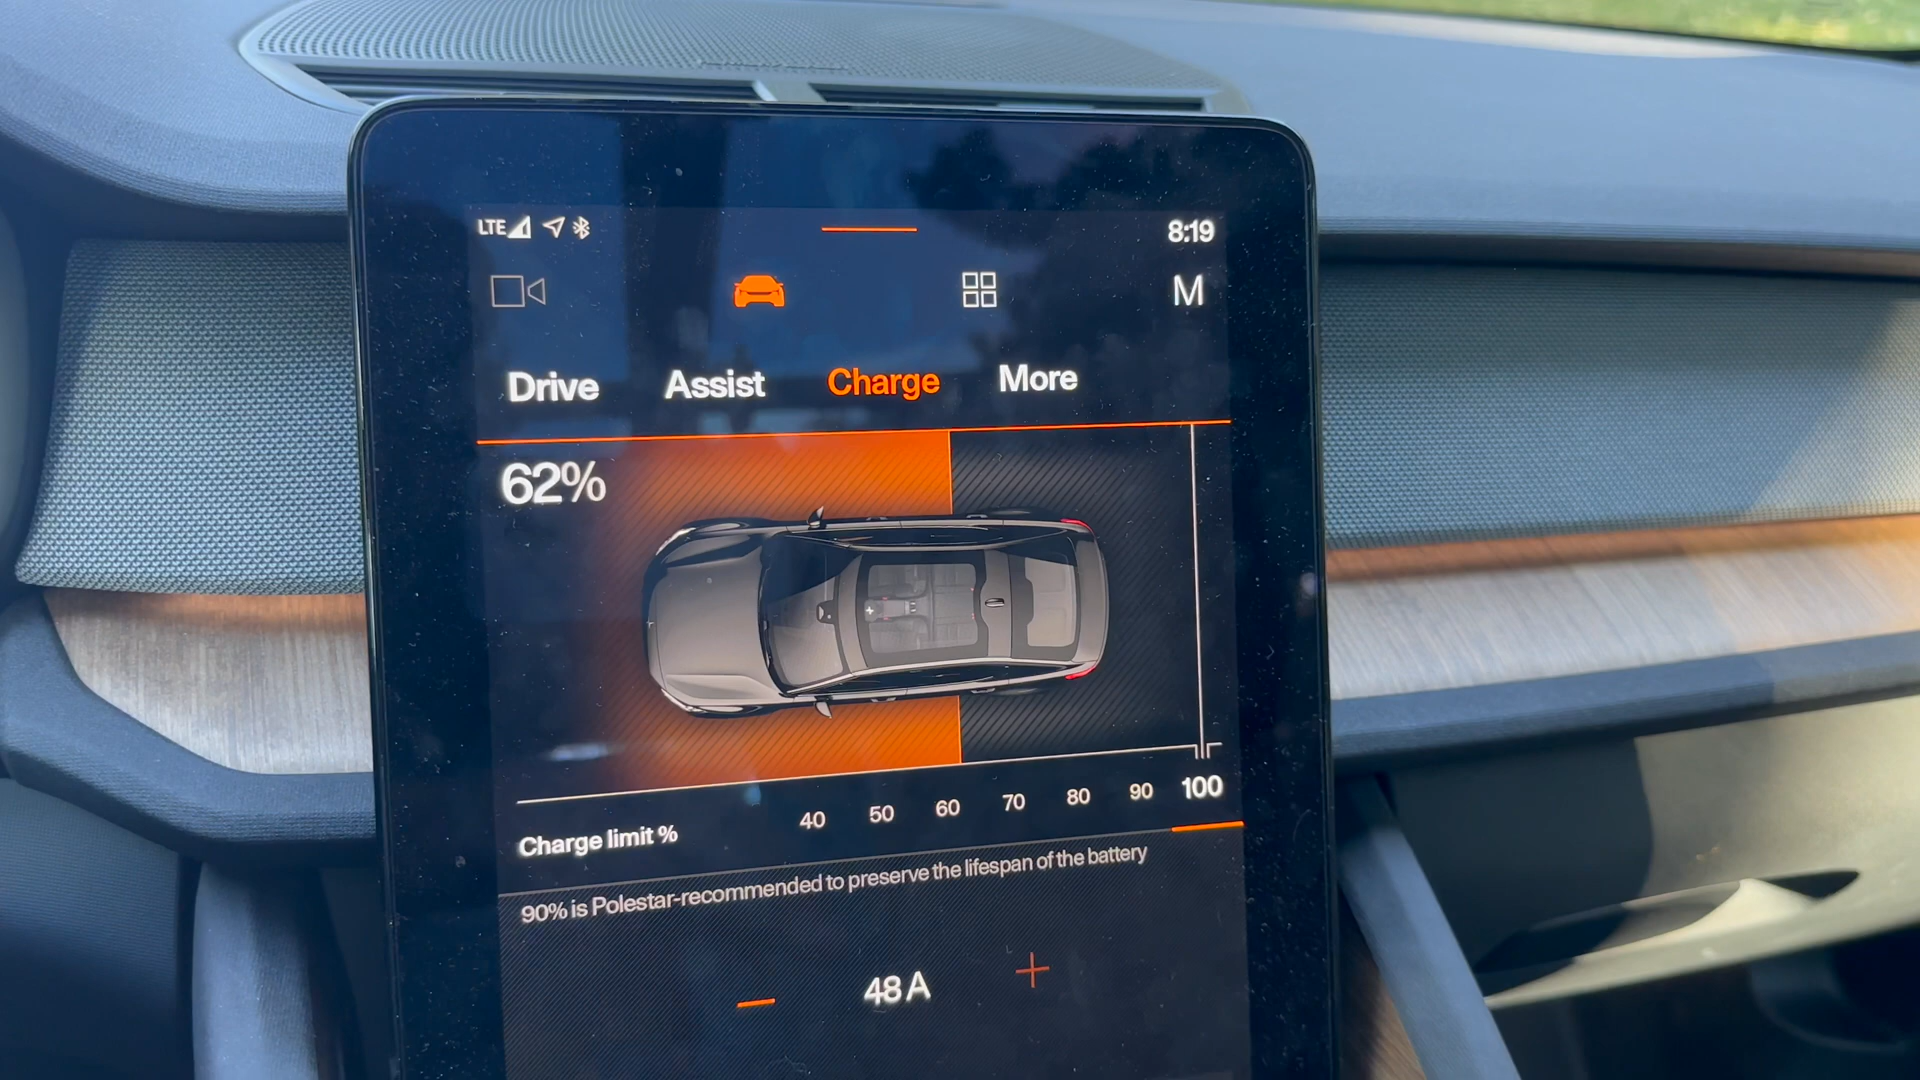 LTE 8:19
M
Drive Assist Charge More
62%
Charge limit % 40 50 60 70 80 90 100
90% is Polestar-recommended to preserve the lifespan of the battery
48 A